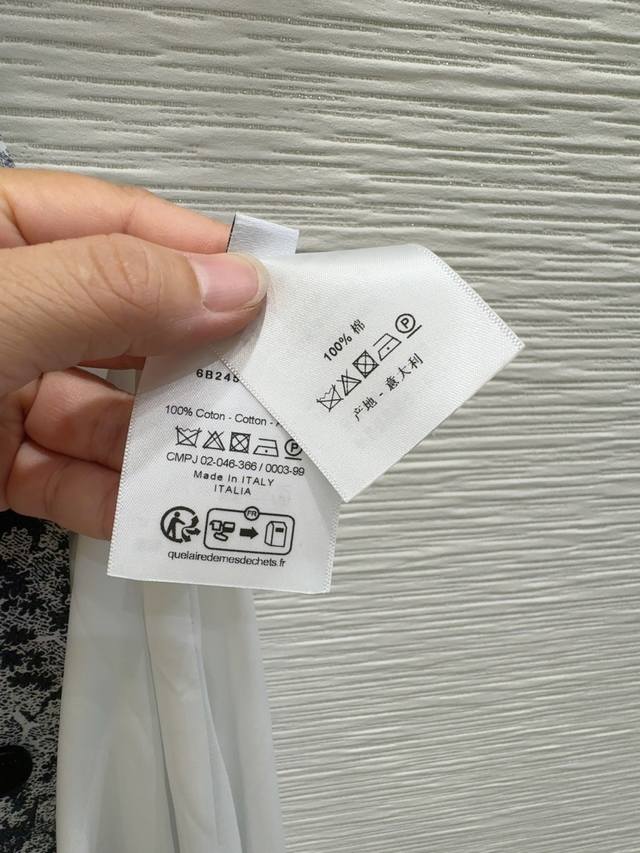 6B245
100% Coton - Cotton -
CMPJ 02-046-366 / 0003-99
Made in ITALY
ITALIA
FR
quelairedemesdechets.fr
100% 棉
P
产地 - 意大利